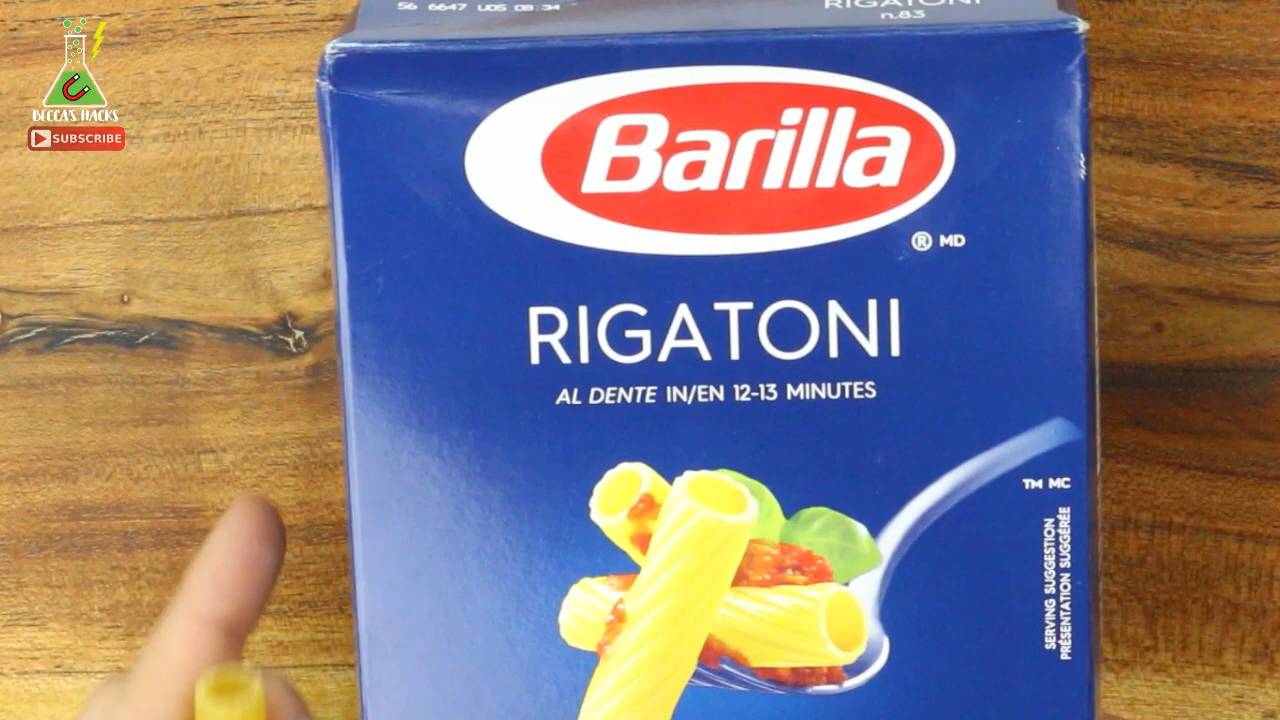 56 6647 UDS 08:34
RIGATONI
n.83
BECCA'S HACKS
SUBSCRIBE
Barilla
® MD
RIGATONI
AL DENTE IN/EN 12-13 MINUTES
TM MC
SERVING SUGGESTION
PRÉSENTATION SUGGÉRÉE